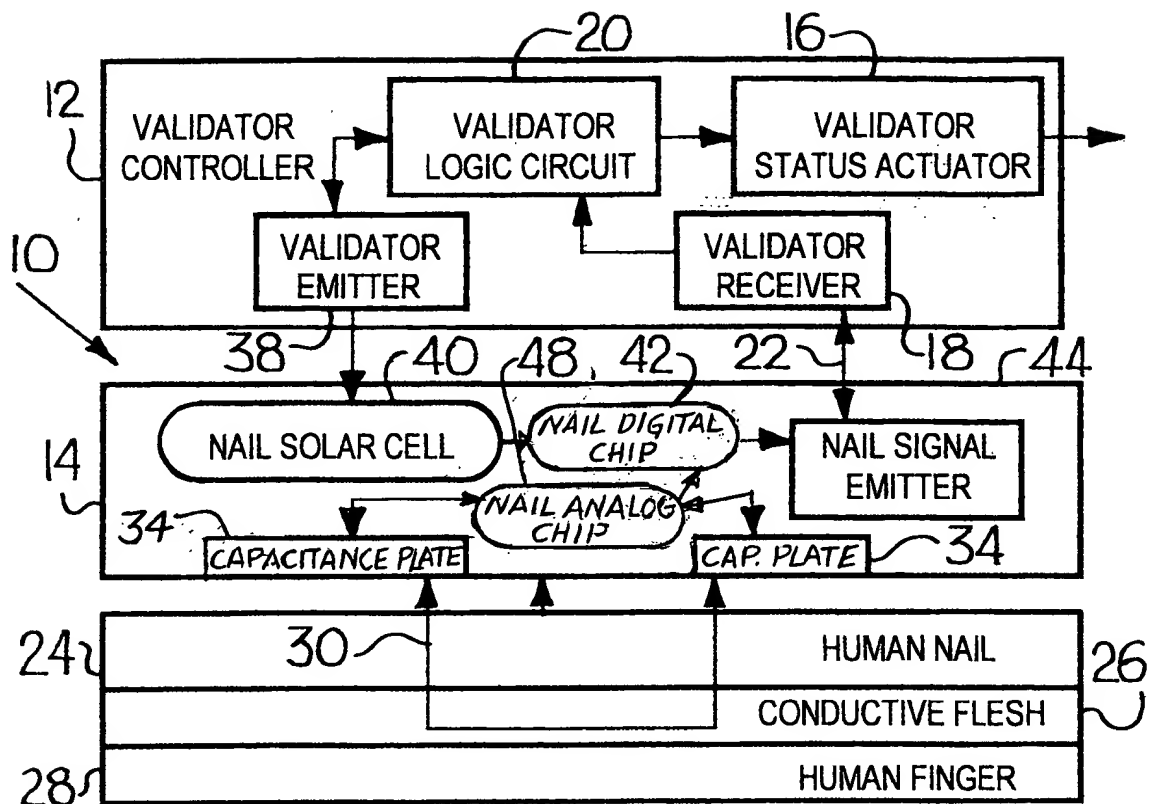 20
16
12
VALIDATOR
CONTROLLER
VALIDATOR
LOGIC CIRCUIT
VALIDATOR
STATUS ACTUATOR
10
VALIDATOR
EMITTER
VALIDATOR
RECEIVER
38
40
48
42
22
18
44
14
NAIL SOLAR CELL
NAIL DIGITAL
CHIP
NAIL SIGNAL
EMITTER
NAIL ANALOG
CHIP
34
CAPACITANCE PLATE
CAP. PLATE
34
24
30
HUMAN NAIL
26
CONDUCTIVE FLESH
28
HUMAN FINGER